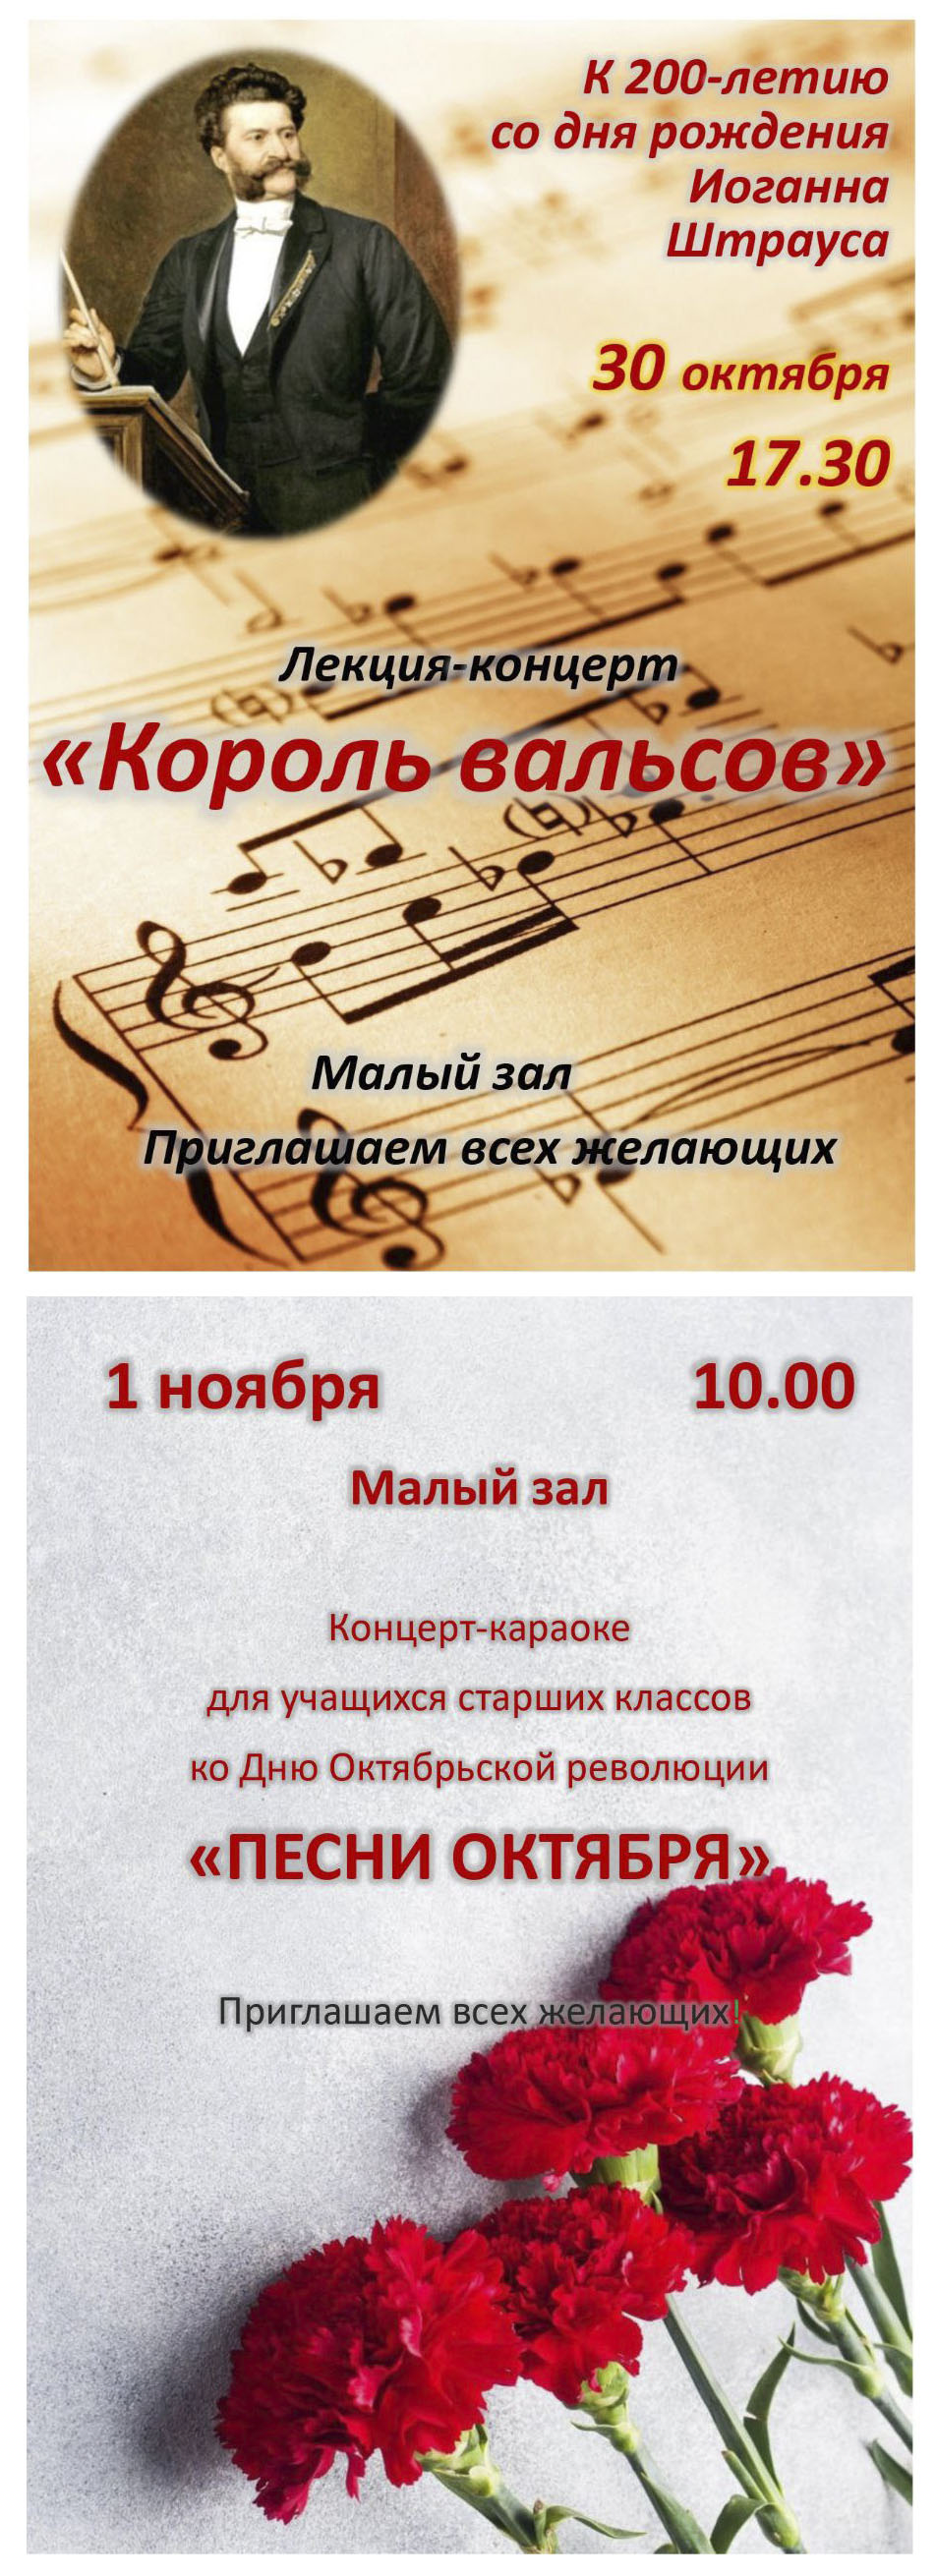 К 200-летию
со дня рождения
Иоганна
Штрауса
30 октября
17.30
Лекция-концерт
«Король вальсов»
Малый зал
Приглашаем всех желающих
1 ноября 10.00
Малый зал
Концерт-караоке
для учащихся старших классов
ко Дню Октябрьской революции
«ПЕСНИ ОКТЯБРЯ»
Приглашаем всех желающих!